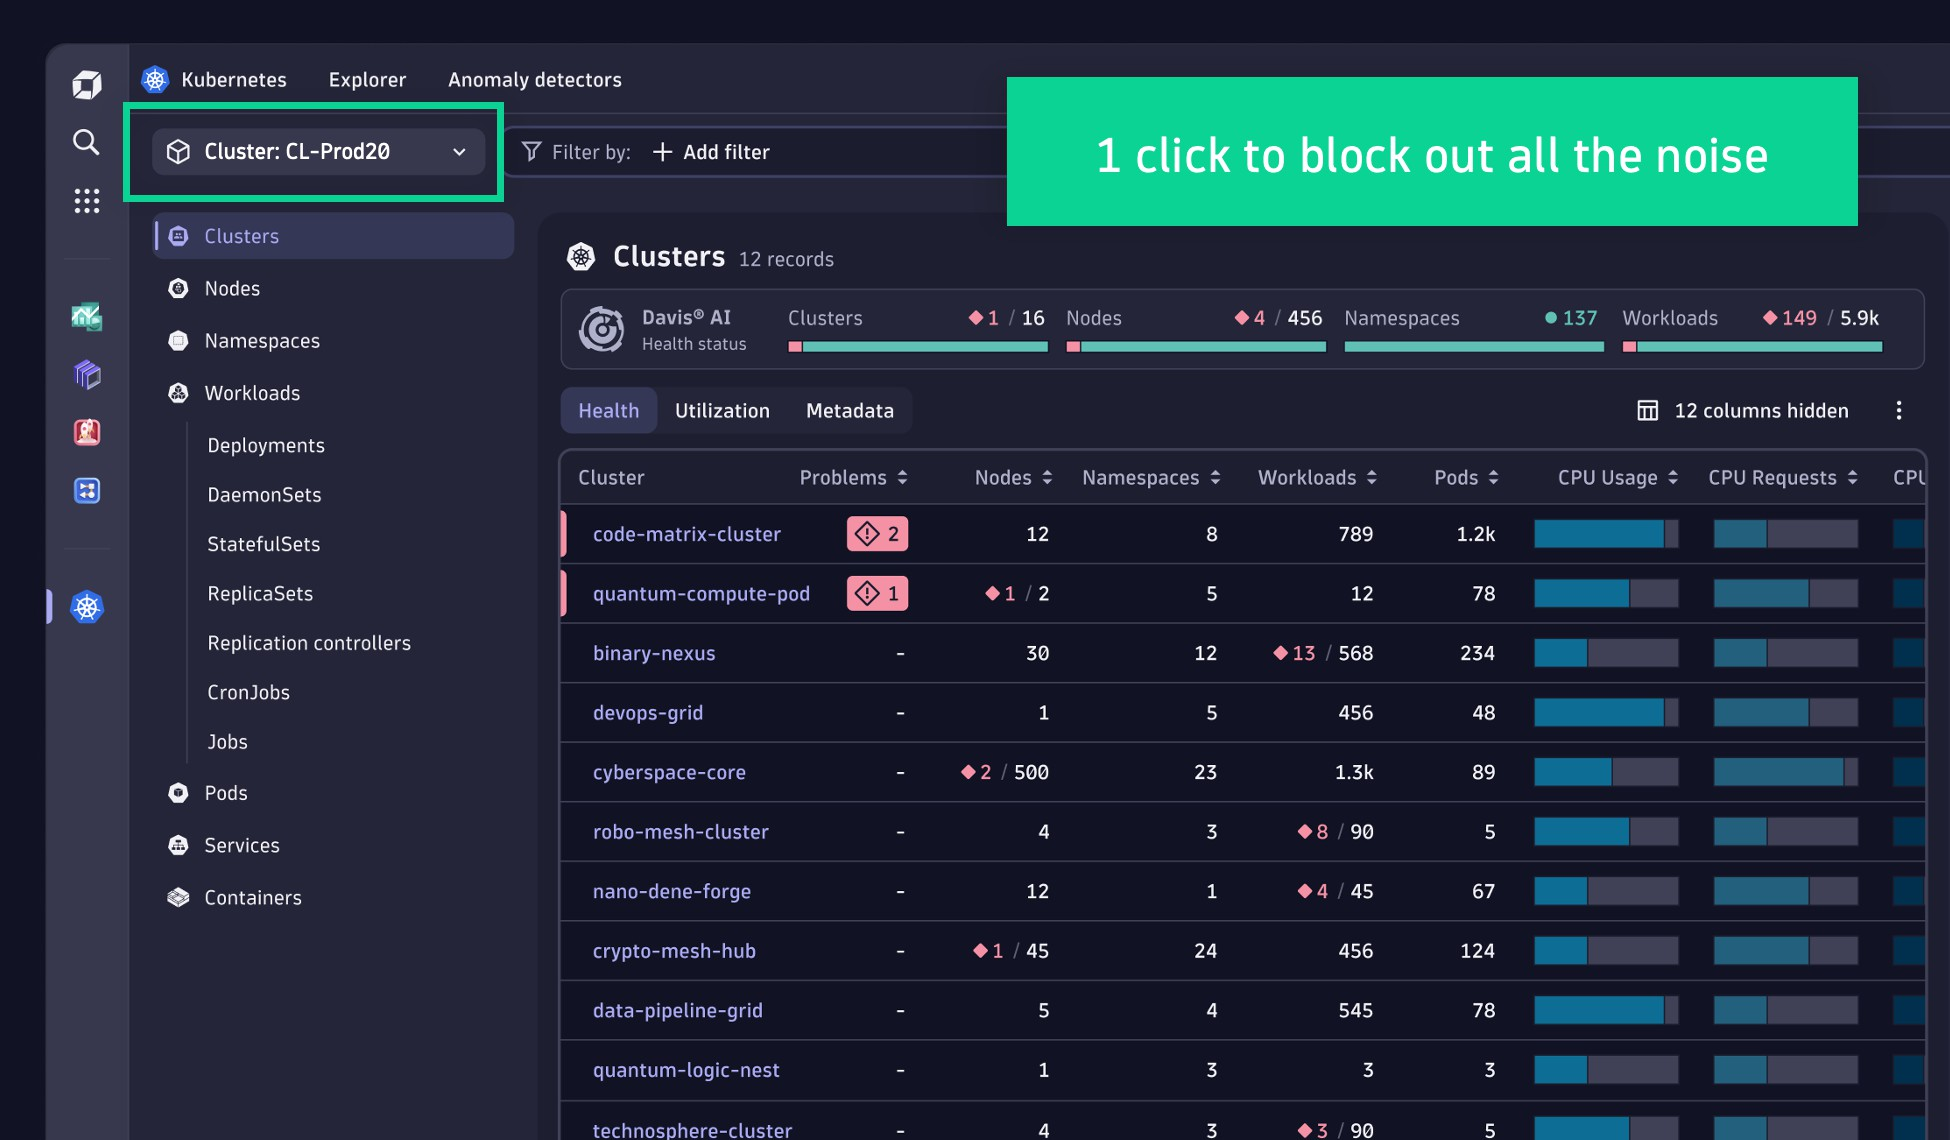 Kubernetes Explorer Anomaly detectors
1 click to block out all the noise
Cluster: CL-Prod20
Filter by: Add filter
Clusters
Nodes
Namespaces
Workloads
Deployments
DaemonSets
StatefulSets
ReplicaSets
Replication controllers
CronJobs
Jobs
Pods
Services
Containers
Clusters 12 records
Davis® AI
Health status
Clusters 1 / 16
Nodes 4 / 456
Namespaces 137
Workloads 149 / 5.9k
Health Utilization Metadata
12 columns hidden
Cluster Problems Nodes Namespaces Workloads Pods CPU Usage CPU Requests CPU
code-matrix-cluster 2 12 8 789 1.2k
quantum-compute-pod 1 1 / 2 5 12 78
binary-nexus - 30 12 13 / 568 234
devops-grid - 1 5 456 48
cyberspace-core - 2 / 500 23 1.3k 89
robo-mesh-cluster - 4 3 8 / 90 5
nano-dene-forge - 12 1 4 / 45 67
crypto-mesh-hub - 1 / 45 24 456 124
data-pipeline-grid - 5 4 545 78
quantum-logic-nest - 1 3 3 3
technosphere-cluster - 4 3 3 / 90 5